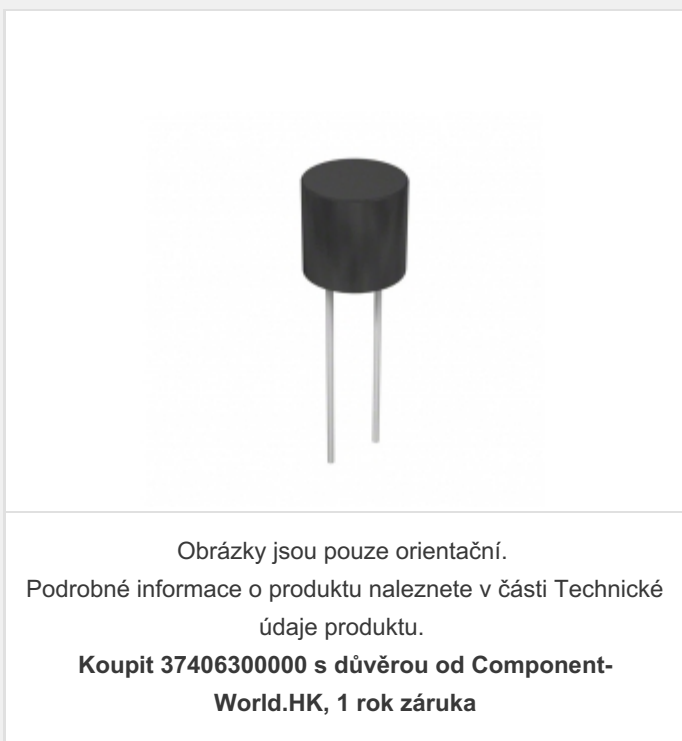 Obrázky jsou pouze orientační.
Podrobné informace o produktu naleznete v části Technické
údaje produktu.
Koupit 37406300000 s důvěrou od Component-
World.HK, 1 rok záruka